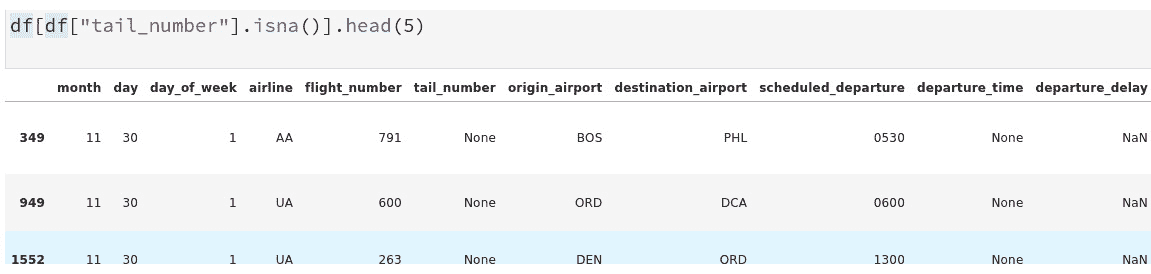 df[df["tail_number"].isna()].head(5)
month day day_of_week airline flight_number tail_number origin_airport destination_airport scheduled_departure departure_time departure_delay
349 11 30 1 AA 791 None BOS PHL 0530 None NaN
949 11 30 1 UA 600 None ORD DCA 0600 None NaN
1552 11 30 1 UA 263 None DEN ORD 1300 None NaN